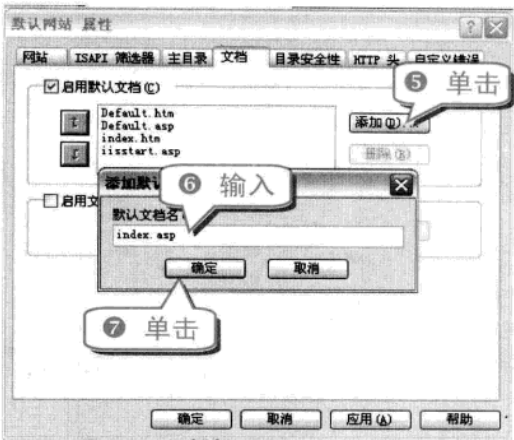 默认网站 属性
网站 ISAPI 筛选器 主目录 文档 目录安全性 HTTP 头 自定义错误
❺ 单击
启用默认文档(C)
Default.htm
Default.asp
index.htm
iisstart.asp
添加(D)...
删除(R)
添加默认
❻ 输入
启用文
默认文档名
index.asp
确定 取消
❼ 单击
确定 取消 应用(A) 帮助